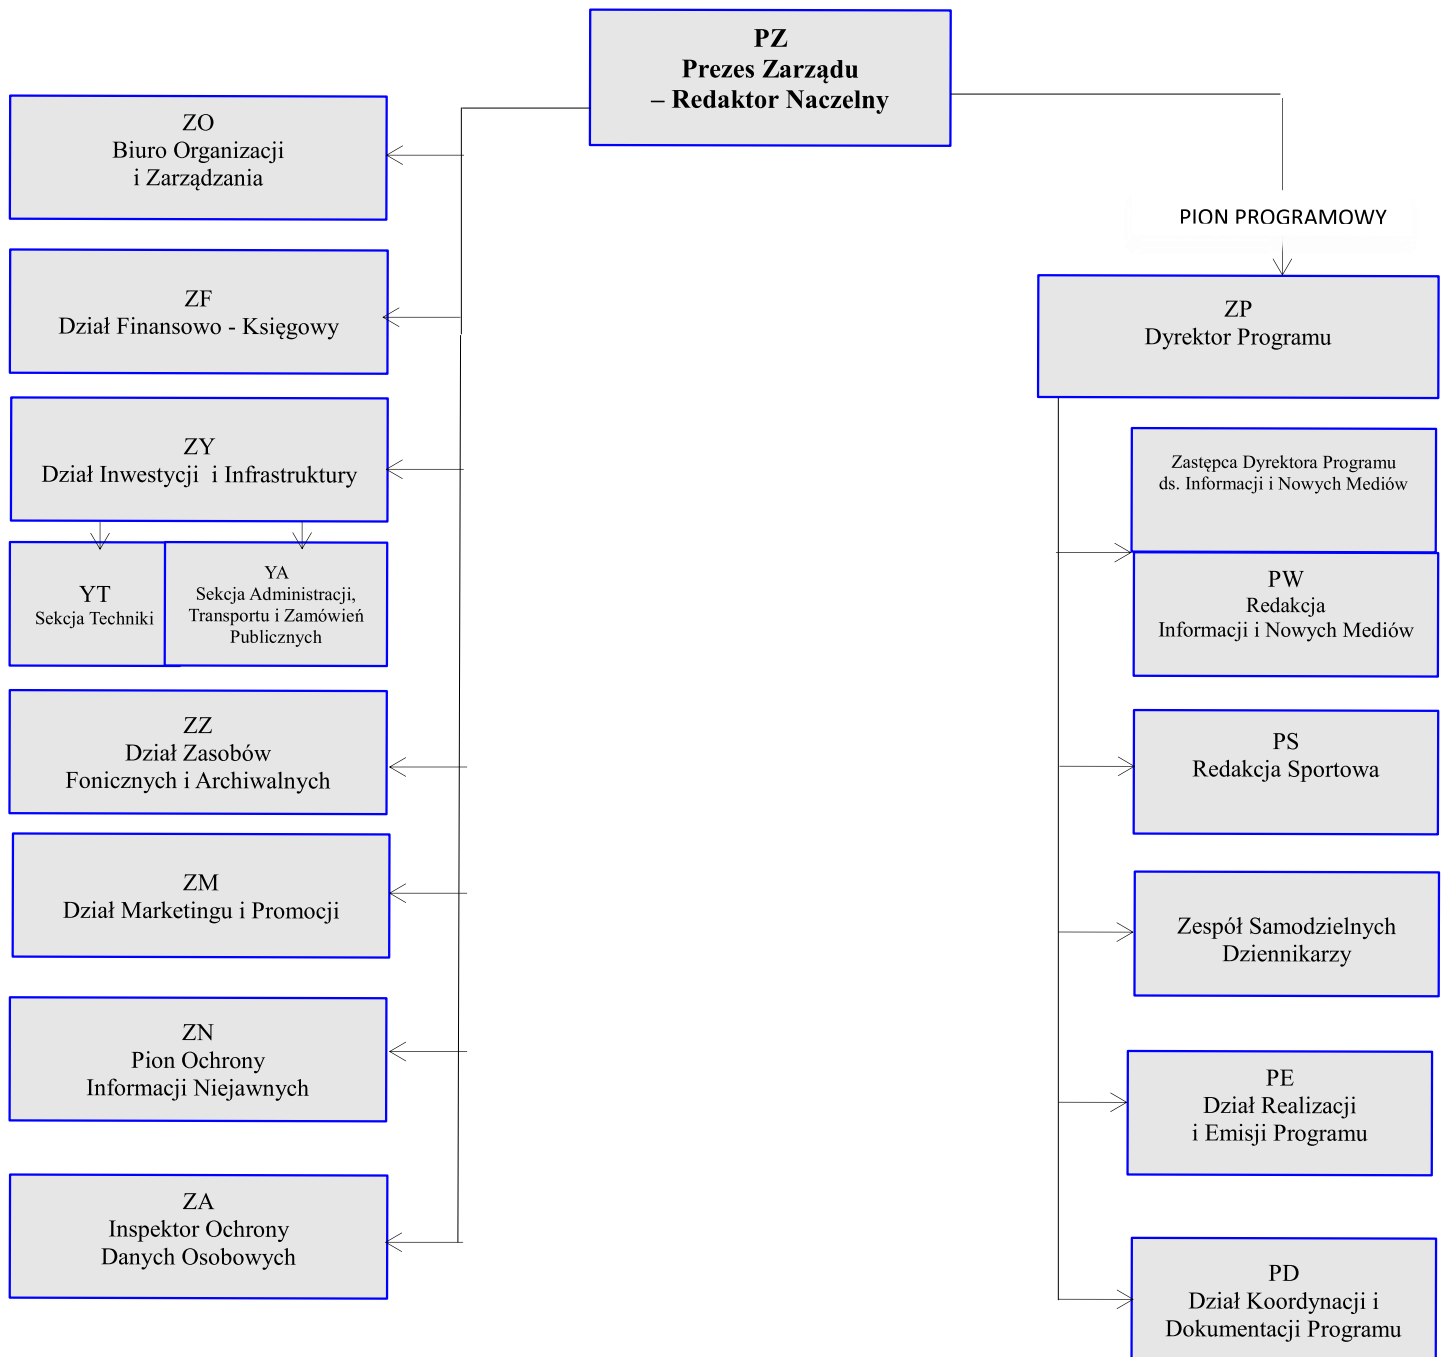 PZ
Prezes Zarządu
– Redaktor Naczelny
ZO
Biuro Organizacji
i Zarządzania
ZF
Dział Finansowo - Księgowy
ZY
Dział Inwestycji  i Infrastruktury
YT
Sekcja Techniki
YA
Sekcja Administracji,
Transportu i Zamówień
Publicznych
ZZ
Dział Zasobów
Fonicznych i Archiwalnych
ZM
Dział Marketingu i Promocji
ZN
Pion Ochrony
Informacji Niejawnych
ZA
Inspektor Ochrony
Danych Osobowych
PION PROGRAMOWY
ZP
Dyrektor Programu
Zastępca Dyrektora Programu
ds. Informacji i Nowych Mediów
PW
Redakcja
Informacji i Nowych Mediów
PS
Redakcja Sportowa
Zespół Samodzielnych
Dziennikarzy
PE
Dział Realizacji
i Emisji Programu
PD
Dział Koordynacji i
Dokumentacji Programu